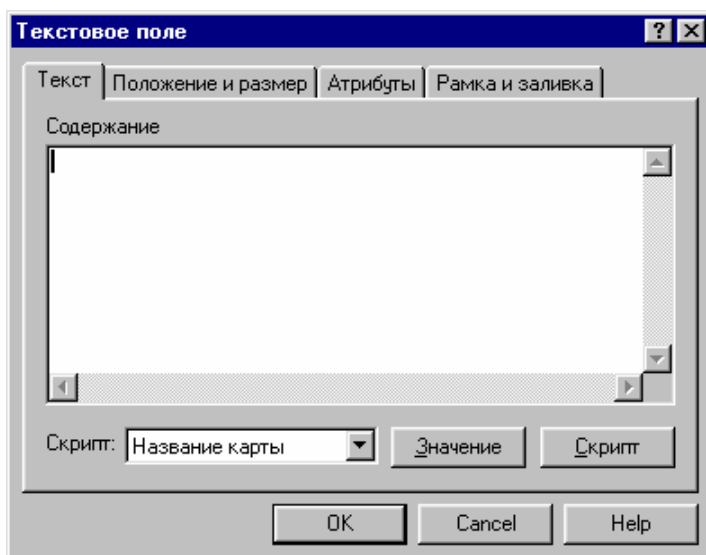 Текстовое поле
Текст Положение и размер Атрибуты Рамка и заливка
Содержание
Скрипт: Название карты Значение Скрипт
OK Cancel Help